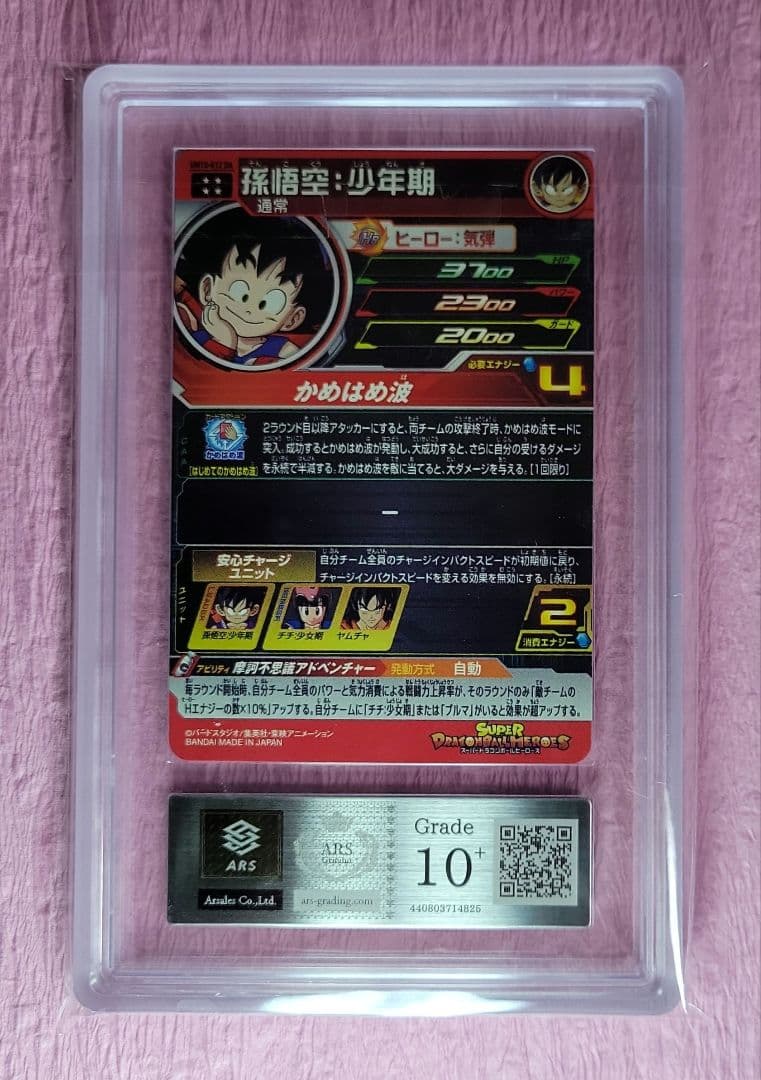 孫悟空:少年期
通常
ヒーロー:気弾
HP
3700
パワー
2300
ガード
2000
必要エナジー
4
かめはめ波
かめはめ波
[はじめてのかめはめ波]
2ラウンド目以降アタッカーにすると、両チームの攻撃終了時、かめはめ波モードに
突入。成功するとかめはめ波が発動し、大成功すると、さらに自分の受けるダメージ
を永続で半減する。かめはめ波を敵に当てると、大ダメージを与える。[1回限り]
ー
ユニット
安心チャージ
ユニット
自分チーム全員のチャージインパクトスピードが初期値に戻り、
チャージインパクトスピードを変える効果を無効にする。[永続]
孫悟空:少年期
チチ:少女期
ヤムチャ
2
消費エナジー
アビリティ 摩訶不思議アドベンチャー 発動方式 自動
毎ラウンド開始時、自分チーム全員のパワーと気力消費による戦闘力上昇率が、そのラウンドのみ「敵チームの
Hエナジーの数×10%」アップする。自分チームに「チチ:少女期」または「ブルマ」がいると効果が超アップする。
©バードスタジオ/集英社・東映アニメーション
BANDAI MADE IN JAPAN
SUPER
DRAGONBALL HEROES
スーパードラゴンボールヒーローズ
ARS
Arsales Co.,Ltd.
ARS
ars-grading.com
Grade
10+
440803714825